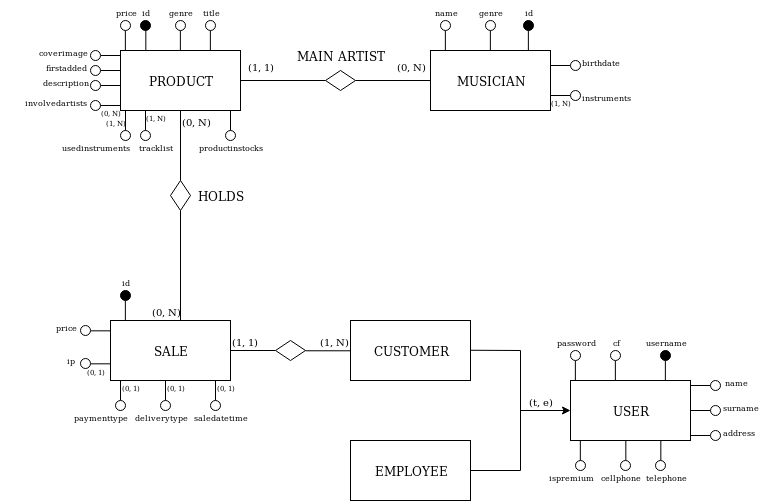 price id genre title
name genre id
coverimage
firstadded
description
involvedartists
PRODUCT
(1, 1)
MAIN ARTIST
(0, N)
MUSICIAN
birthdate
instruments
(1, N)
(0, N)
(1, N)
(1, N)
(0, N)
usedinstruments tracklist productinstocks
HOLDS
id
(0, N)
price
ip
(0, 1)
SALE
(1, 1)
(1, N)
CUSTOMER
(0, 1) (0, 1) (0, 1)
paymenttype deliverytype saledatetime
password cf username
(t, e)
USER
name
surname
address
ispremium cellphone telephone
EMPLOYEE